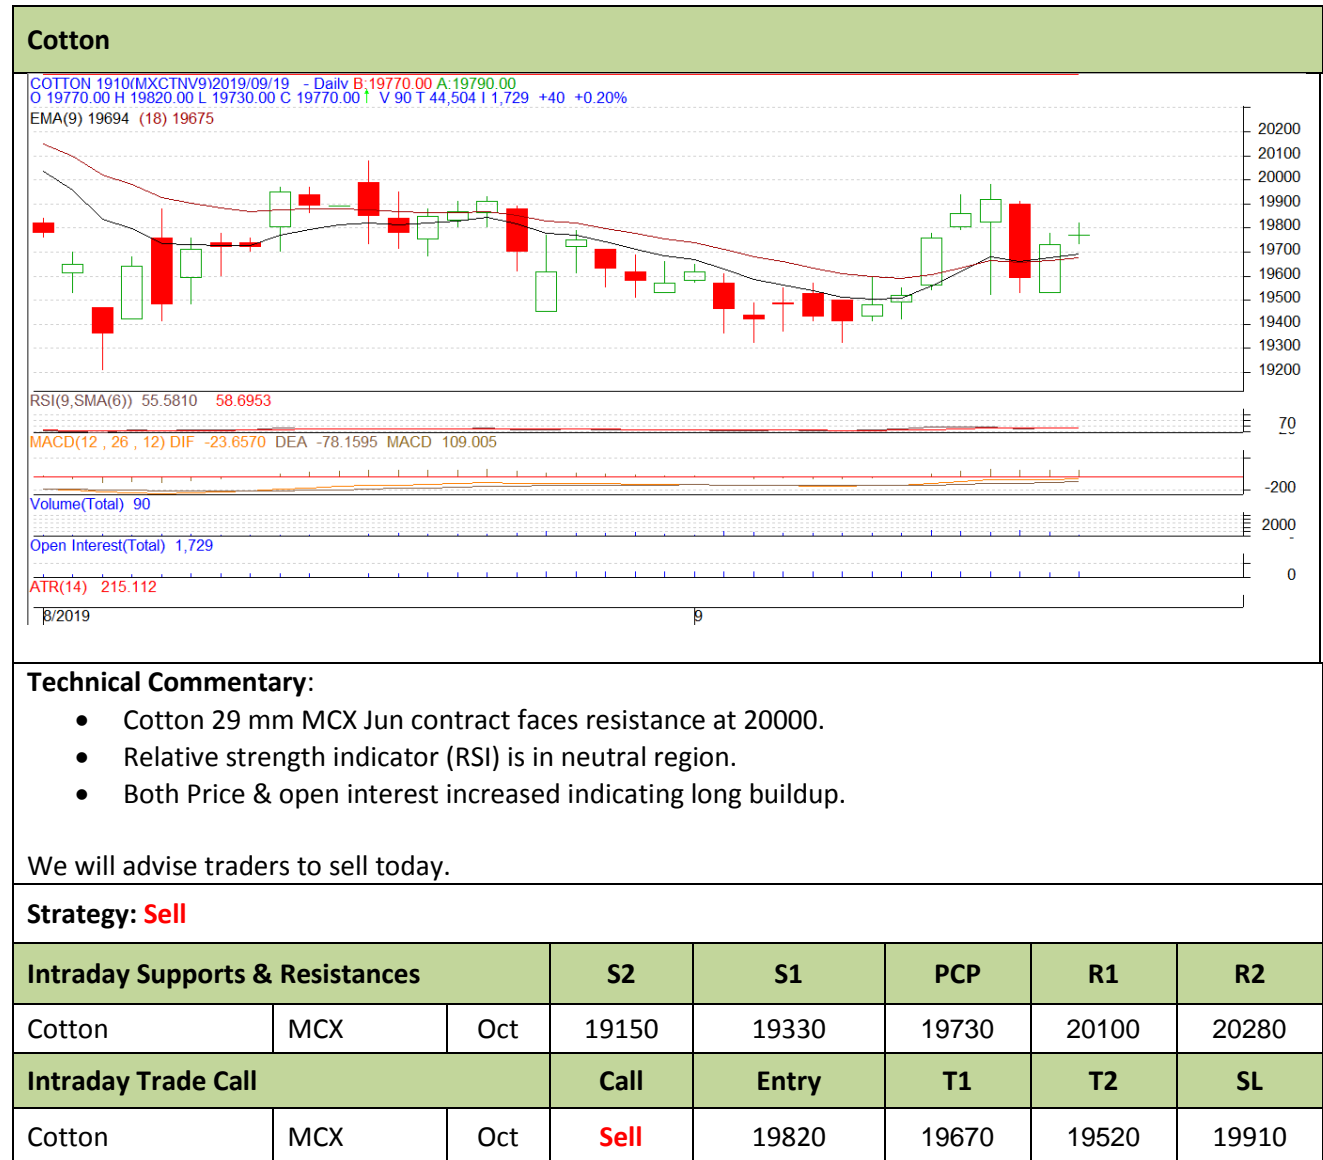 Cotton
COTTON 1910(MXCTNV9)2019/09/19 - Daily B:19770.00 A:19790.00
O 19770.00 H 19820.00 L 19730.00 C 19770.00↑ V 90 T 44,504 I 1,729 +40 +0.20%
EMA(9) 19694 (18) 19675
20200
20100
20000
19900
19800
19700
19600
19500
19400
19300
19200
RSI(9,SMA(6)) 55.5810 58.6953
70
MACD(12 , 26 , 12) DIF -23.6570 DEA -78.1595 MACD 109.005
-200
Volume(Total) 90
2000
Open Interest(Total) 1,729
0
ATR(14) 215.112
8/2019 9
Technical Commentary:
• Cotton 29 mm MCX Jun contract faces resistance at 20000.
• Relative strength indicator (RSI) is in neutral region.
• Both Price & open interest increased indicating long buildup.
We will advise traders to sell today.
Strategy: Sell
Intraday Supports & Resistances S2 S1 PCP R1 R2
Cotton MCX Oct 19150 19330 19730 20100 20280
Intraday Trade Call Call Entry T1 T2 SL
Cotton MCX Oct Sell 19820 19670 19520 19910